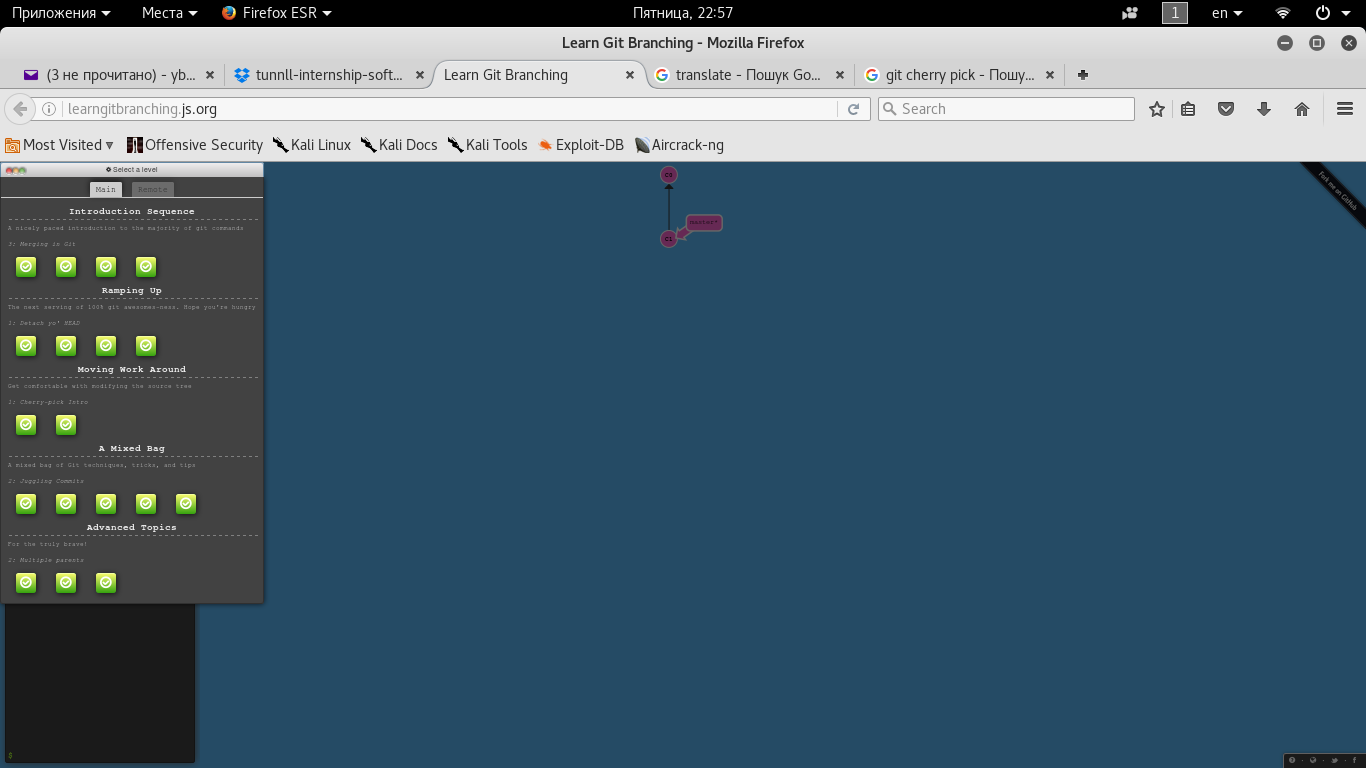 Приложения Места Firefox ESR Пятница, 22:57 1 en
Learn Git Branching - Mozilla Firefox
(3 не прочитано) - yb... tunnll-internship-soft... Learn Git Branching translate - Пошук Go... git cherry pick - Пошу...
learngitbranching.js.org Search
Most Visited Offensive Security Kali Linux Kali Docs Kali Tools Exploit-DB Aircrack-ng
Select a level
Main Remote
Introduction Sequence
A nicely paced introduction to the majority of git commands
3: Merging in Git
Ramping Up
The next serving of 100% git awesomes-ness. Hope you're hungry
1: Detach yo' HEAD
Moving Work Around
Get comfortable with modifying the source tree
1: Cherry-pick Intro
A Mixed Bag
A mixed bag of Git techniques, tricks, and tips
2: Juggling Commits
Advanced Topics
For the truly brave!
2: Multiple parents
$
C0
master*
C1
Fork me on GitHub